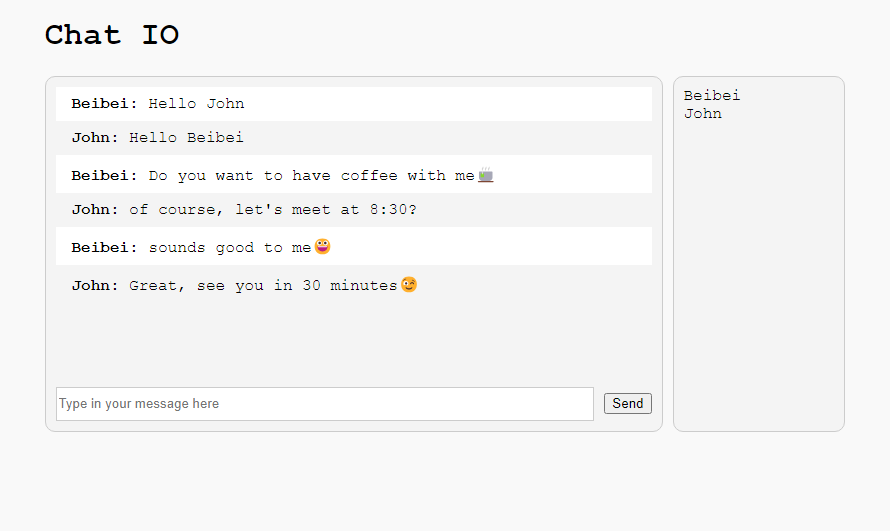 Chat IO
Beibei: Hello John
John: Hello Beibei
Beibei: Do you want to have coffee with me🍵
John: of course, let's meet at 8:30?
Beibei: sounds good to me😀
John: Great, see you in 30 minutes😉
Type in your message here
Send
Beibei
John